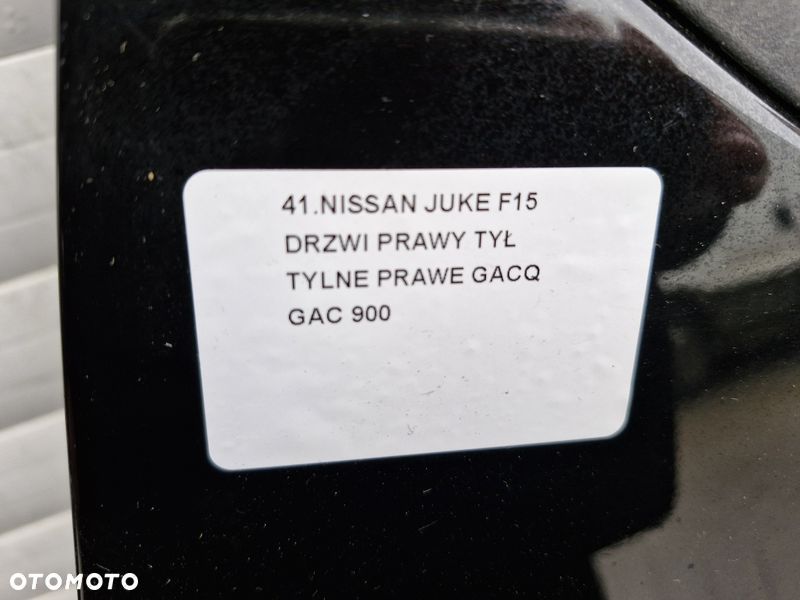 41.NISSAN JUKE F15
DRZWI PRAWY TYŁ
TYLNE PRAWE GACQ
GAC 900
OTOMOTO